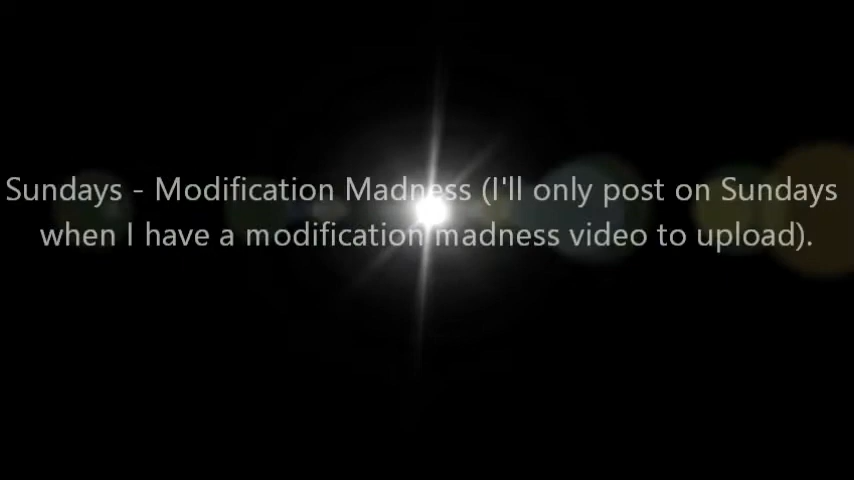 Sundays - Modification Madness (I'll only post on Sundays
when I have a modification madness video to upload).